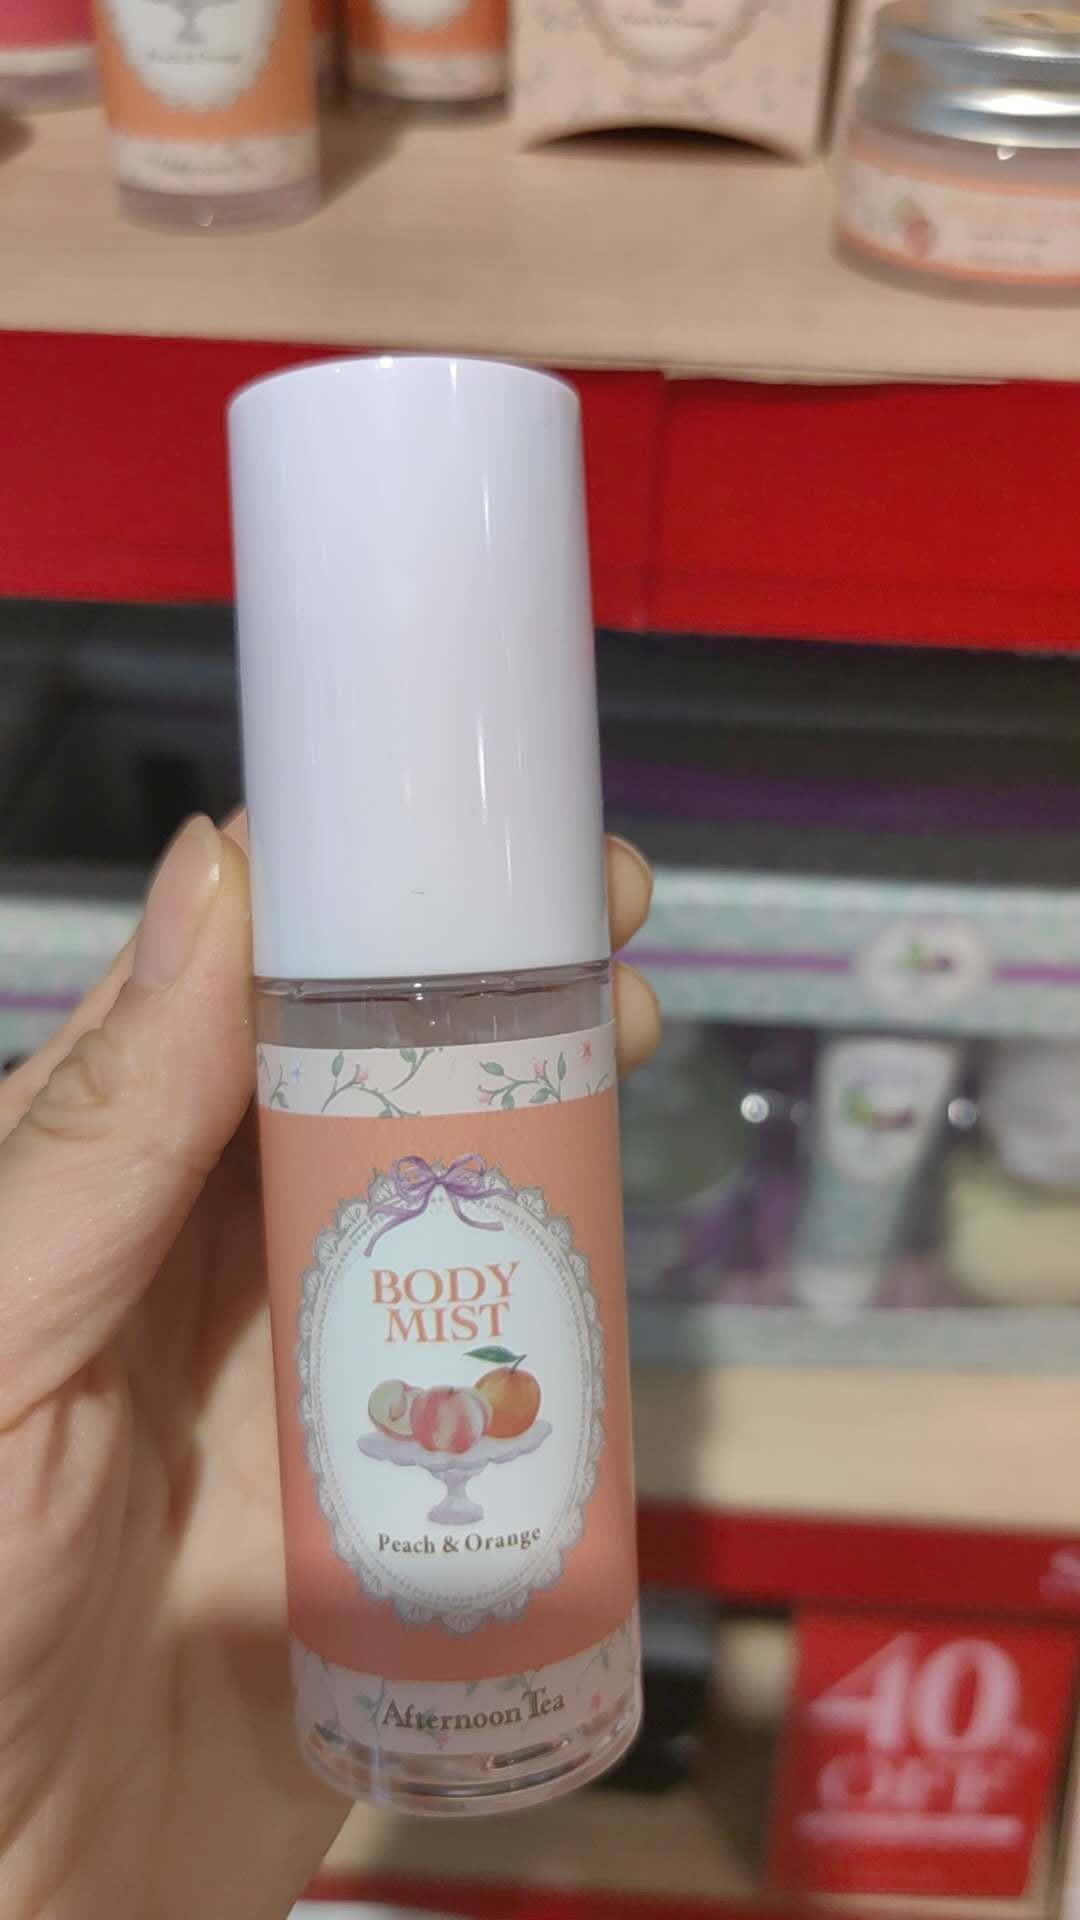 BODY
MIST
Peach & Orange
Afternoon Tea
40
OFF